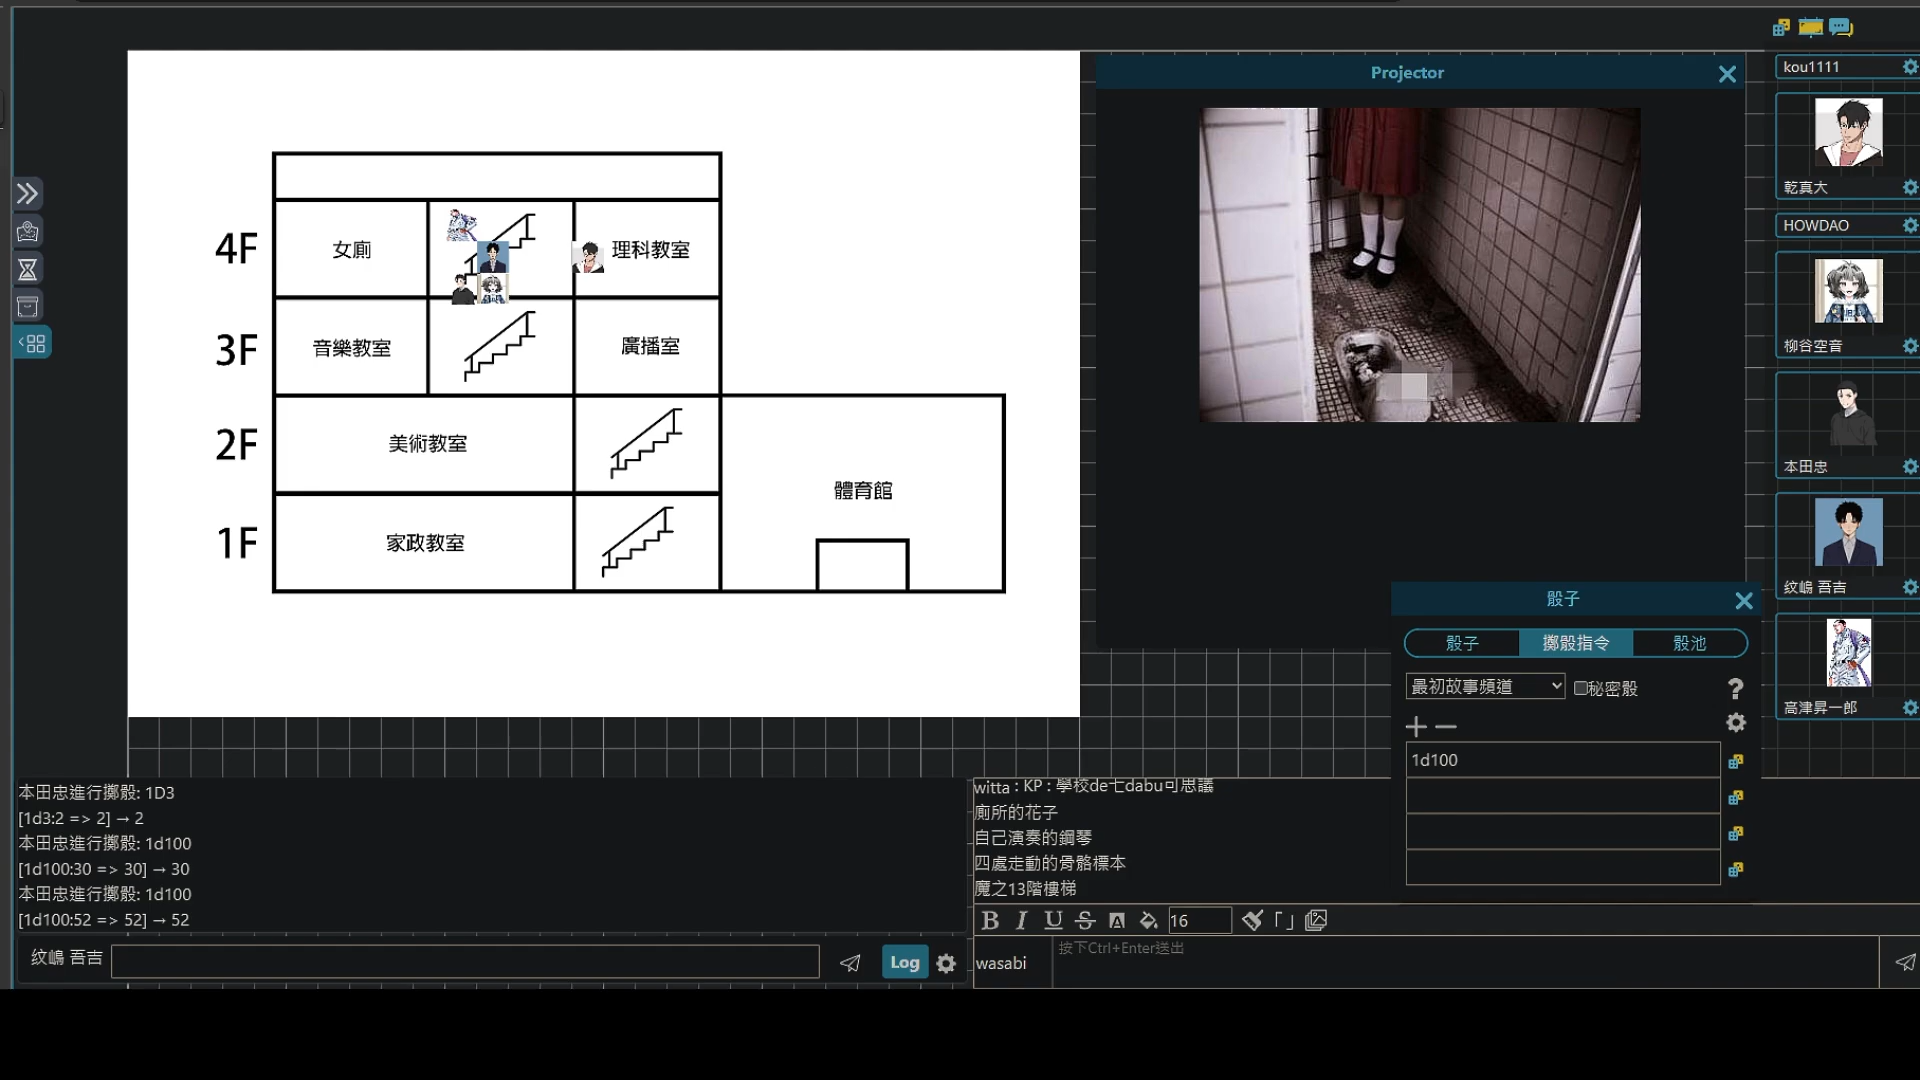 Projector
kou1111
乾真大
HOWDAO
柳谷空音
本田忠
纹嶋 吾吉
高津昇一郎
4F
女廁
理科教室
3F
音樂教室
廣播室
2F
美術教室
體育館
1F
家政教室
骰子
骰子
擲骰指令
骰池
最初故事頻道
秘密骰
?
1d100
本田忠進行擲骰: 1D3
[1d3:2 => 2] → 2
本田忠進行擲骰: 1d100
[1d100:30 => 30] → 30
本田忠進行擲骰: 1d100
[1d100:52 => 52] → 52
纹嶋 吾吉
Log
witta : KP : 學校de七dabu可思議
廁所的花子
自己演奏的鋼琴
四處走動的骨骼標本
魔之13階樓梯
B I U S A 16 「」
wasabi
按下Ctrl+Enter送出